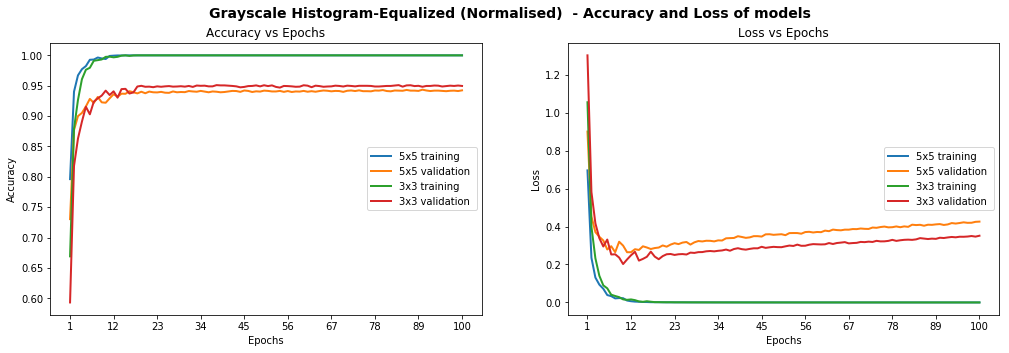 Grayscale Histogram-Equalized (Normalised)  - Accuracy and Loss of models
Accuracy vs Epochs
1.00
0.95
0.90
0.85
0.80
0.75
0.70
0.65
0.60
Accuracy
5x5 training
5x5 validation
3x3 training
3x3 validation
1 12 23 34 45 56 67 78 89 100
Epochs
Loss vs Epochs
1.2
1.0
0.8
0.6
0.4
0.2
0.0
Loss
5x5 training
5x5 validation
3x3 training
3x3 validation
1 12 23 34 45 56 67 78 89 100
Epochs